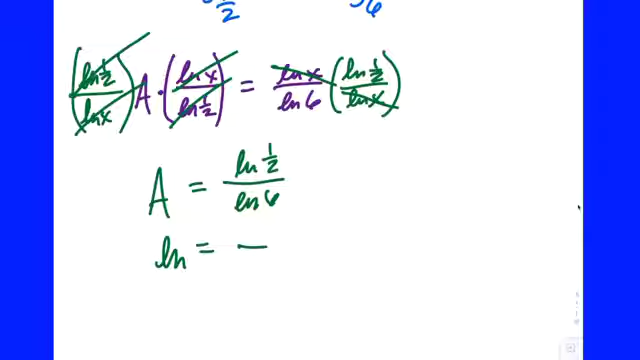 (ln 1/2 / ln x) A · (ln x / ln 1/2) = ln x / ln 6 (ln 1/2 / ln x)
A = ln 1/2 / ln 6
ln = —